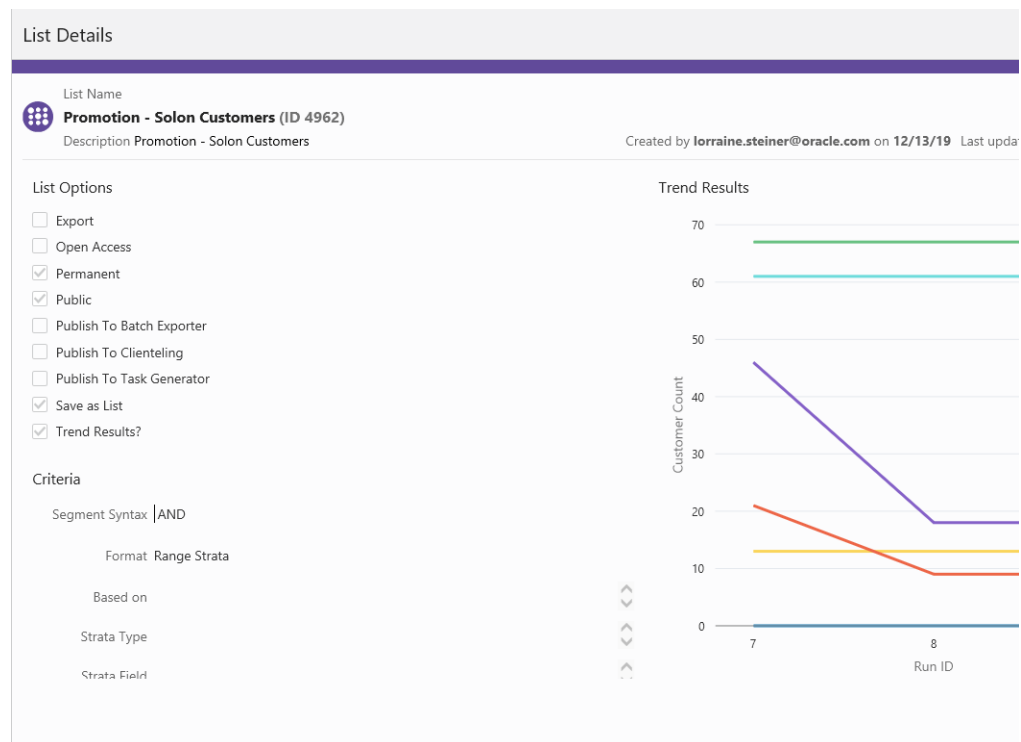 List Details
List Name
Promotion - Solon Customers (ID 4962)
Description Promotion - Solon Customers
Created by lorraine.steiner@oracle.com on 12/13/19 Last updat
List Options
Export
Open Access
Permanent
Public
Publish To Batch Exporter
Publish To Clienteling
Publish To Task Generator
Save as List
Trend Results?
Criteria
Segment Syntax AND
Format Range Strata
Based on
Strata Type
Strata Field
Trend Results
70
60
50
40
30
20
10
0
Customer Count
7 8
Run ID